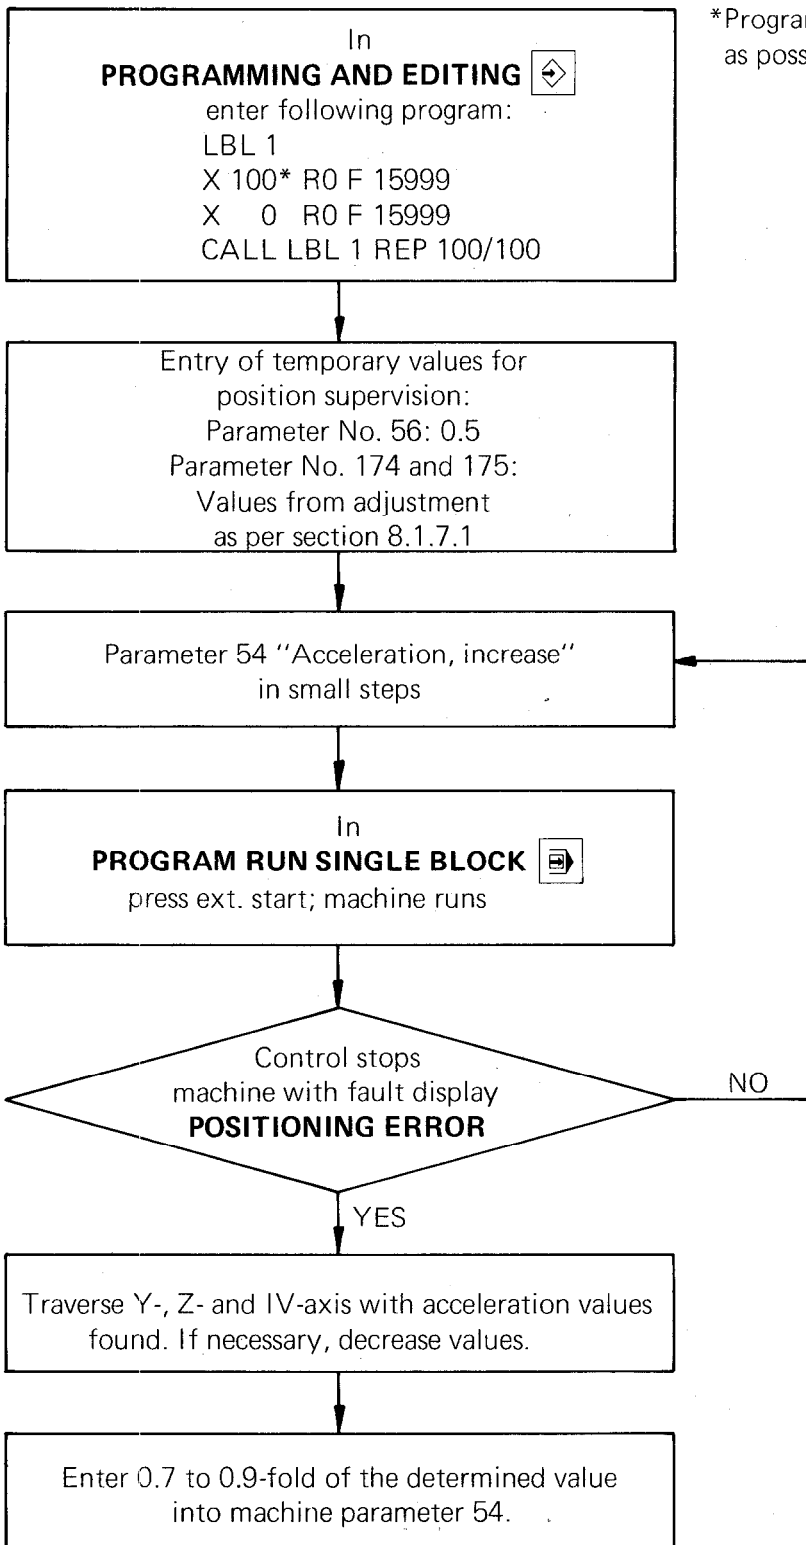 In
PROGRAMMING AND EDITING
enter following program:
LBL 1
X 100* R0 F 15999
X 0 R0 F 15999
CALL LBL 1 REP 100/100
*
as
Entry of temporary values for
position supervision:
Parameter No. 56: 0.5
Parameter No. 174 and 175:
Values from adjustment
as per section 8.1.7.1
Parameter 54 "Acceleration, increase"
in small steps
In
PROGRAM RUN SINGLE BLOCK
press ext. start; machine runs
Control stops
machine with fault display
POSITIONING ERROR
NO
YES
Traverse Y-, Z- and IV-axis with acceleration values
found. If necessary, decrease values.
Enter 0.7 to 0.9-fold of the determined value
into machine parameter 54.